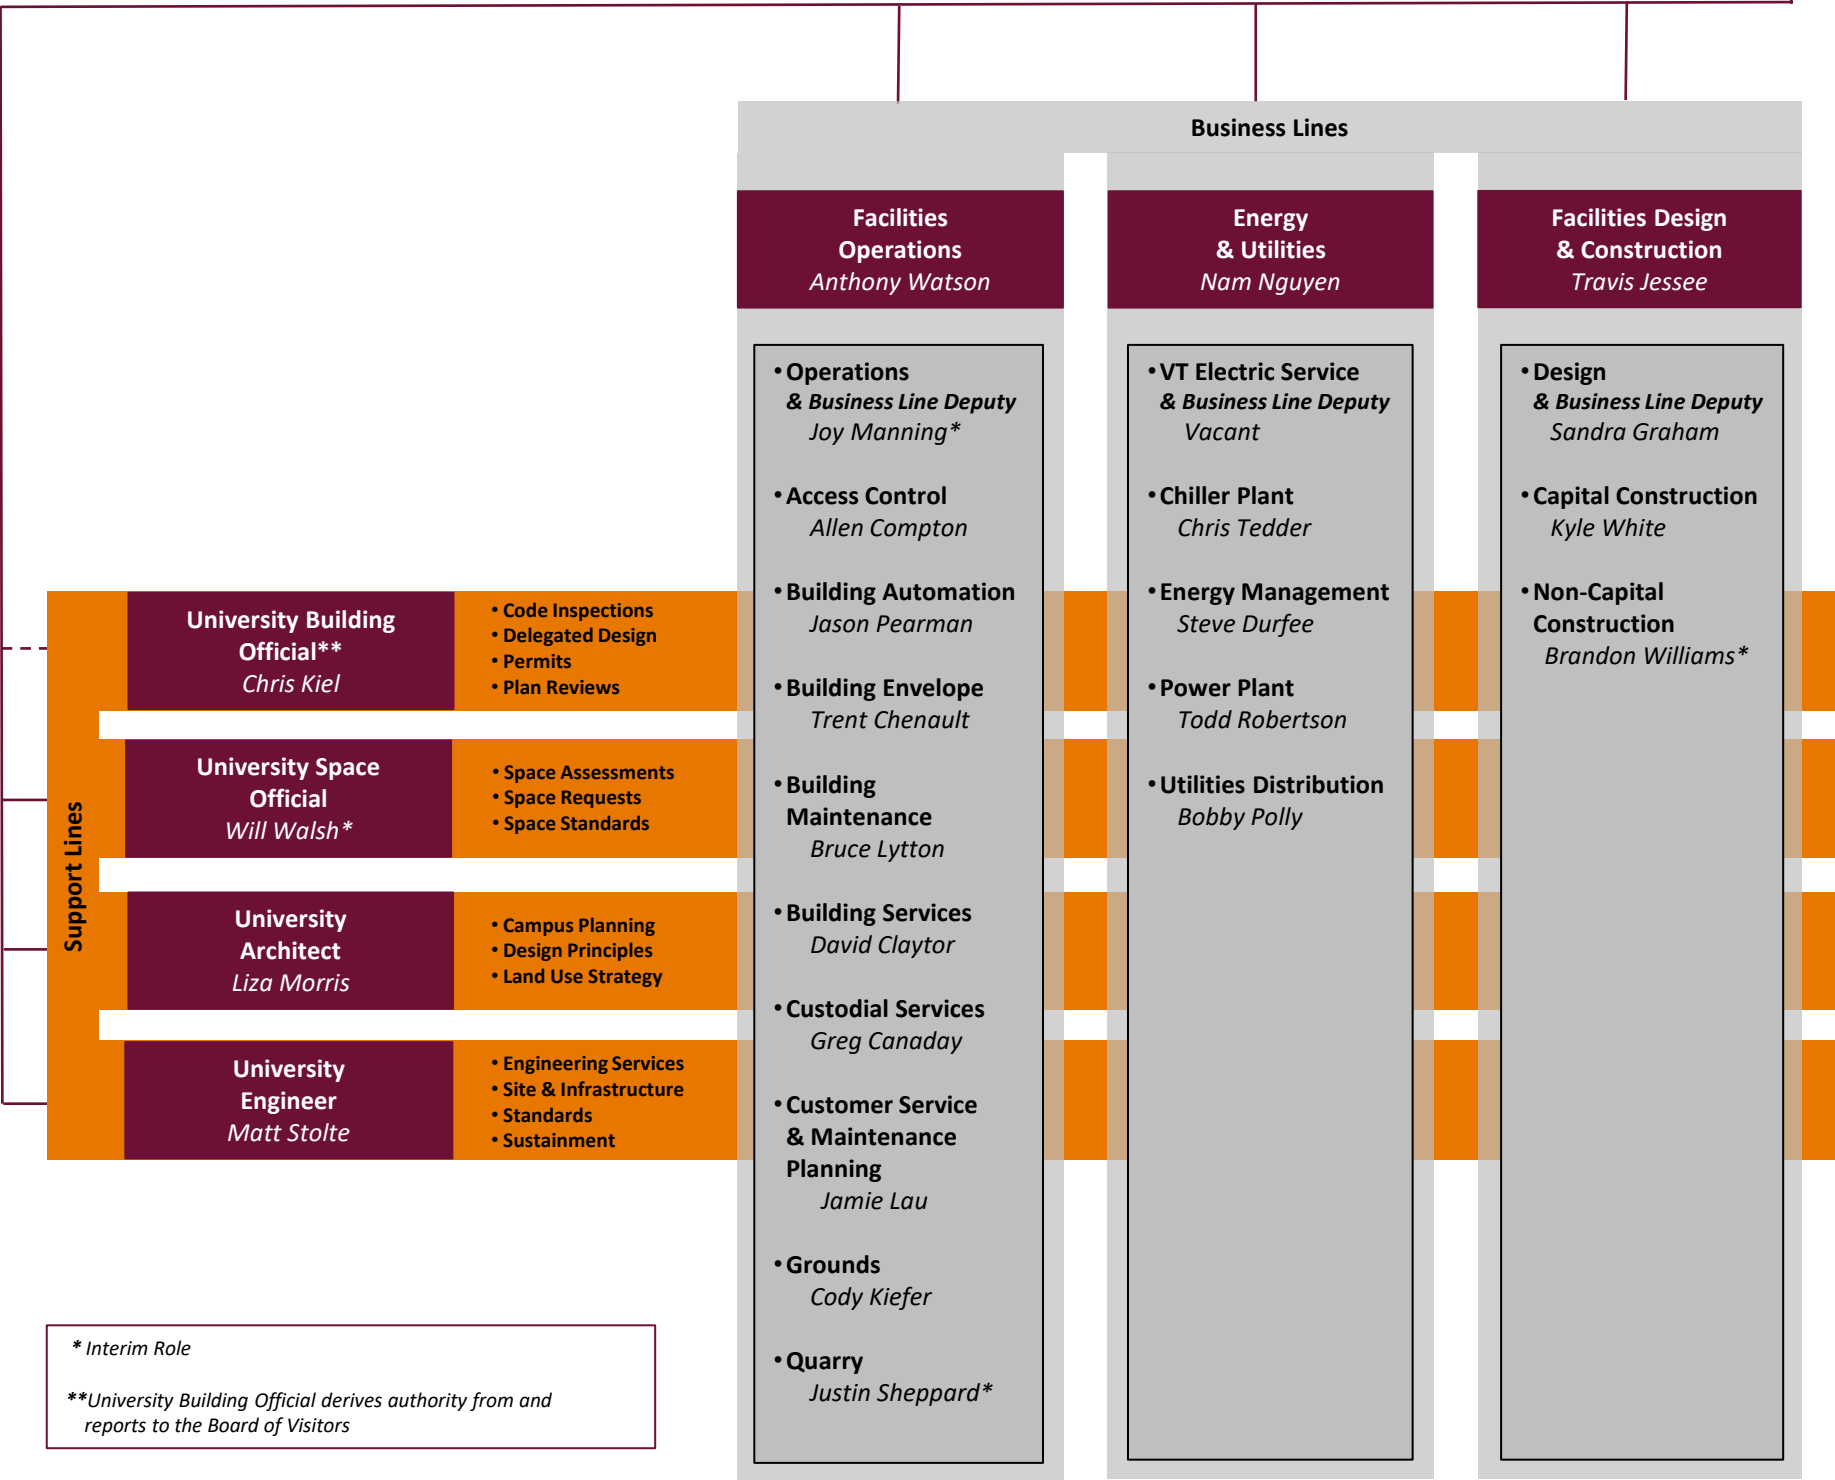 Business Lines
Facilities
Operations
Anthony Watson
Energy
& Utilities
Nam Nguyen
Facilities Design
& Construction
Travis Jessee
• Operations
& Business Line Deputy
Joy Manning*
• Access Control
Allen Compton
• Building Automation
Jason Pearman
• Building Envelope
Trent Chenault
• Building
Maintenance
Bruce Lytton
• Building Services
David Claytor
• Custodial Services
Greg Canaday
• Customer Service
& Maintenance
Planning
Jamie Lau
• Grounds
Cody Kiefer
• Quarry
Justin Sheppard*
• VT Electric Service
& Business Line Deputy
Vacant
• Chiller Plant
Chris Tedder
• Energy Management
Steve Durfee
• Power Plant
Todd Robertson
• Utilities Distribution
Bobby Polly
• Design
& Business Line Deputy
Sandra Graham
• Capital Construction
Kyle White
• Non-Capital
Construction
Brandon Williams*
Support Lines
University Building
Official**
Chris Kiel
• Code Inspections
• Delegated Design
• Permits
• Plan Reviews
University Space
Official
Will Walsh*
• Space Assessments
• Space Requests
• Space Standards
University
Architect
Liza Morris
• Campus Planning
• Design Principles
• Land Use Strategy
University
Engineer
Matt Stolte
• Engineering Services
• Site & Infrastructure
• Standards
• Sustainment
* Interim Role
**University Building Official derives authority from and
reports to the Board of Visitors